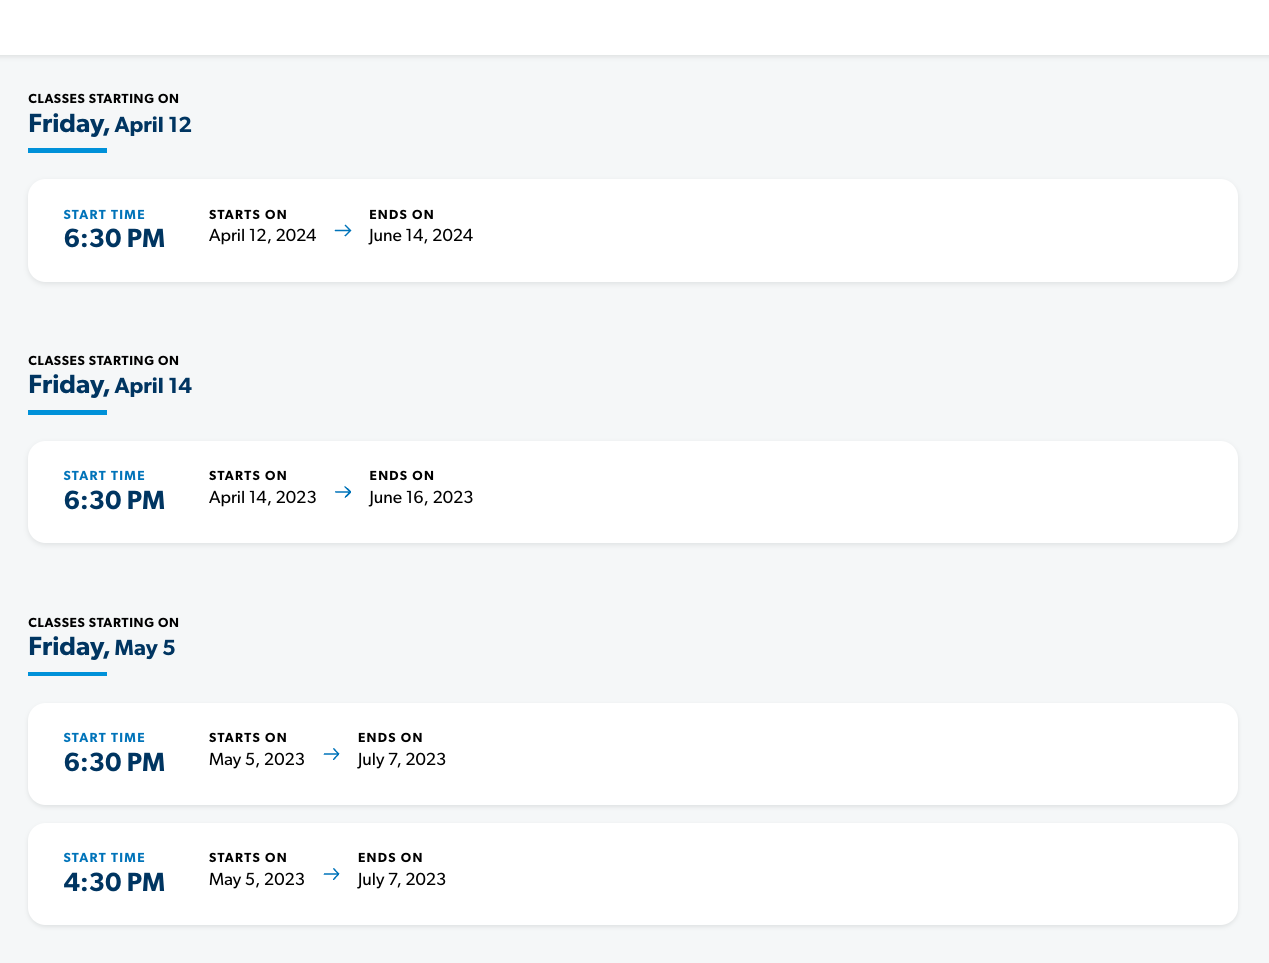 CLASSES STARTING ON
Friday, April 12
START TIME
6:30 PM
STARTS ON
April 12, 2024
ENDS ON
June 14, 2024
CLASSES STARTING ON
Friday, April 14
START TIME
6:30 PM
STARTS ON
April 14, 2023
ENDS ON
June 16, 2023
CLASSES STARTING ON
Friday, May 5
START TIME
6:30 PM
STARTS ON
May 5, 2023
ENDS ON
July 7, 2023
START TIME
4:30 PM
STARTS ON
May 5, 2023
ENDS ON
July 7, 2023